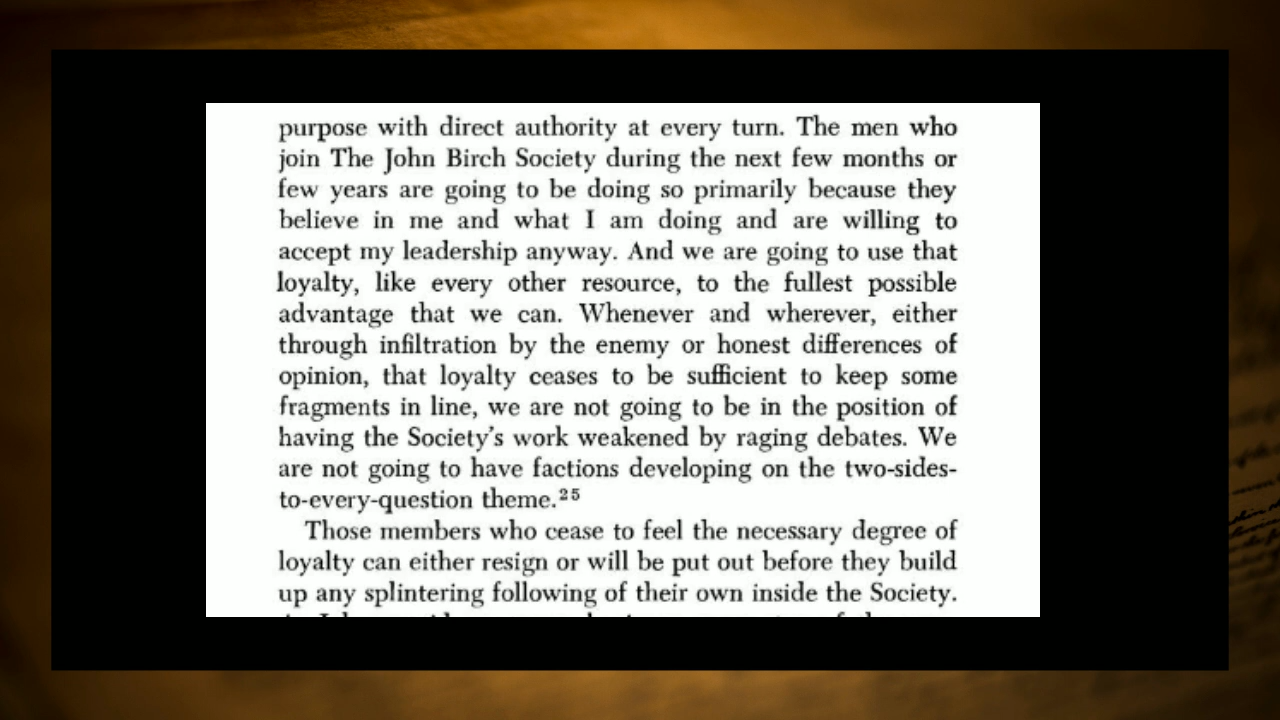 purpose with direct authority at every turn. The men who
join The John Birch Society during the next few months or
few years are going to be doing so primarily because they
believe in me and what I am doing and are willing to
accept my leadership anyway. And we are going to use that
loyalty, like every other resource, to the fullest possible
advantage that we can. Whenever and wherever, either
through infiltration by the enemy or honest differences of
opinion, that loyalty ceases to be sufficient to keep some
fragments in line, we are not going to be in the position of
having the Society's work weakened by raging debates. We
are not going to have factions developing on the two-sides-
to-every-question theme.²⁵
Those members who cease to feel the necessary degree of
loyalty can either resign or will be put out before they build
up any splintering following of their own inside the Society.